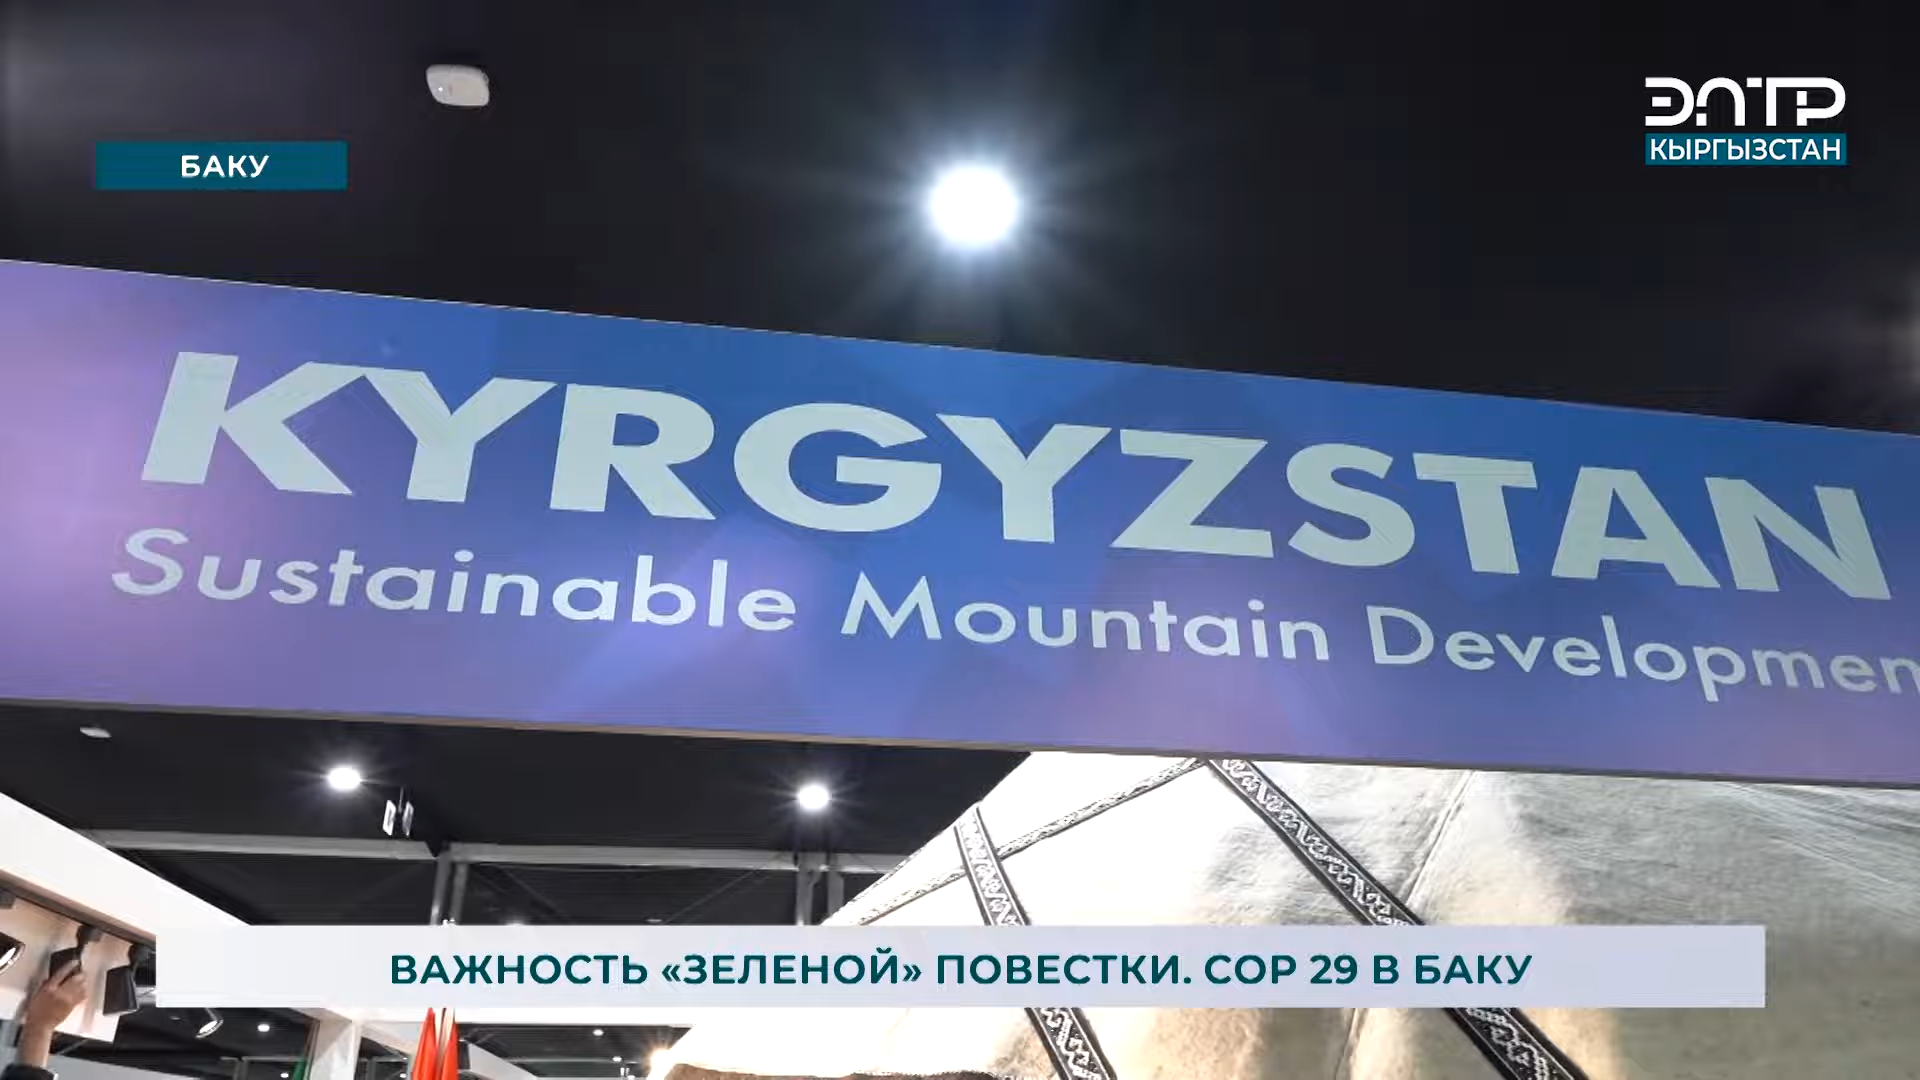 ЭЛТР
КЫРГЫЗСТАН
БАКУ
KYRGYZSTAN
Sustainable Mountain Developmen
ВАЖНОСТЬ «ЗЕЛЕНОЙ» ПОВЕСТКИ. COP 29 В БАКУ